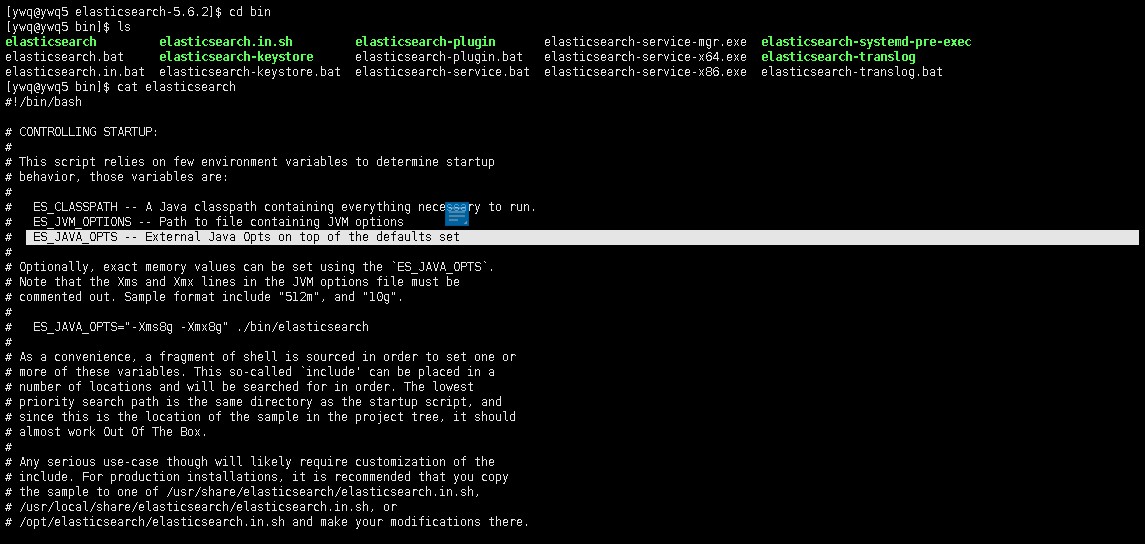 [ywq@ywq5 elasticsearch-5.6.2]$ cd bin
[ywq@ywq5 bin]$ ls
elasticsearch elasticsearch.in.sh elasticsearch-plugin elasticsearch-service-mgr.exe elasticsearch-systemd-pre-exec
elasticsearch.bat elasticsearch-keystore elasticsearch-plugin.bat elasticsearch-service-x64.exe elasticsearch-translog
elasticsearch.in.bat elasticsearch-keystore.bat elasticsearch-service.bat elasticsearch-service-x86.exe elasticsearch-translog.bat
[ywq@ywq5 bin]$ cat elasticsearch
#!/bin/bash
# CONTROLLING STARTUP:
#
# This script relies on few environment variables to determine startup
# behavior, those variables are:
#
# ES_CLASSPATH -- A Java classpath containing everything necessary to run.
# ES_JVM_OPTIONS -- Path to file containing JVM options
# ES_JAVA_OPTS -- External Java Opts on top of the defaults set
#
# Optionally, exact memory values can be set using the `ES_JAVA_OPTS`.
# Note that the Xms and Xmx lines in the JVM options file must be
# commented out. Sample format include "512m", and "10g".
#
# ES_JAVA_OPTS="-Xms8g -Xmx8g" ./bin/elasticsearch
#
# As a convenience, a fragment of shell is sourced in order to set one or
# more of these variables. This so-called `include' can be placed in a
# number of locations and will be searched for in order. The lowest
# priority search path is the same directory as the startup script, and
# since this is the location of the sample in the project tree, it should
# almost work Out Of The Box.
#
# Any serious use-case though will likely require customization of the
# include. For production installations, it is recommended that you copy
# the sample to one of /usr/share/elasticsearch/elasticsearch.in.sh,
# /usr/local/share/elasticsearch/elasticsearch.in.sh, or
# /opt/elasticsearch/elasticsearch.in.sh and make your modifications there.